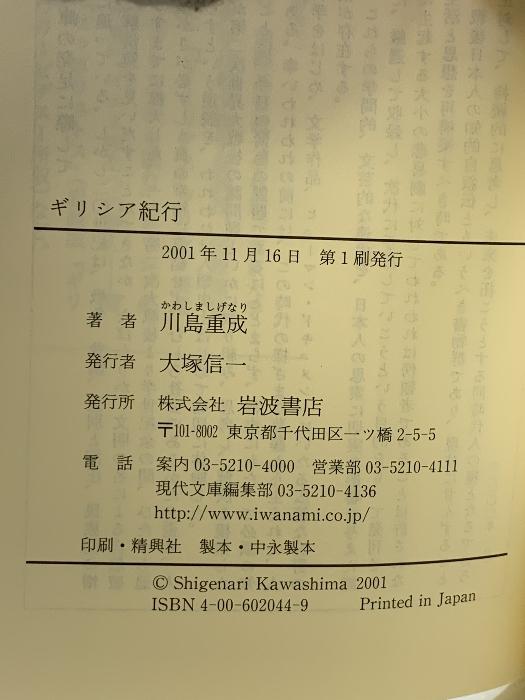 ギリシア紀行
2001年11月16日 第1刷発行
かわしましげなり
著者 川島重成
発行者 大塚信一
発行所 株式会社 岩波書店
〒101-8002 東京都千代田区一ツ橋2-5-5
電話 案内 03-5210-4000 営業部 03-5210-4111
現代文庫編集部 03-5210-4136
http://www.iwanami.co.jp/
印刷・精興社 製本・中永製本
© Shigenari Kawashima 2001
ISBN 4-00-602044-9 Printed in Japan